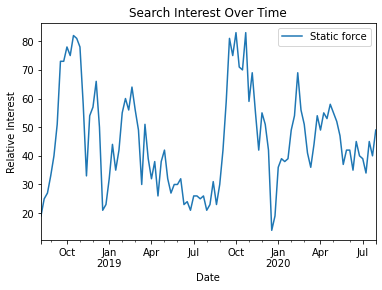 Search Interest Over Time
Static force
Relative Interest
80
70
60
50
40
30
20
Oct
Jan
2019
Apr
Jul
Oct
Jan
2020
Apr
Jul
Date